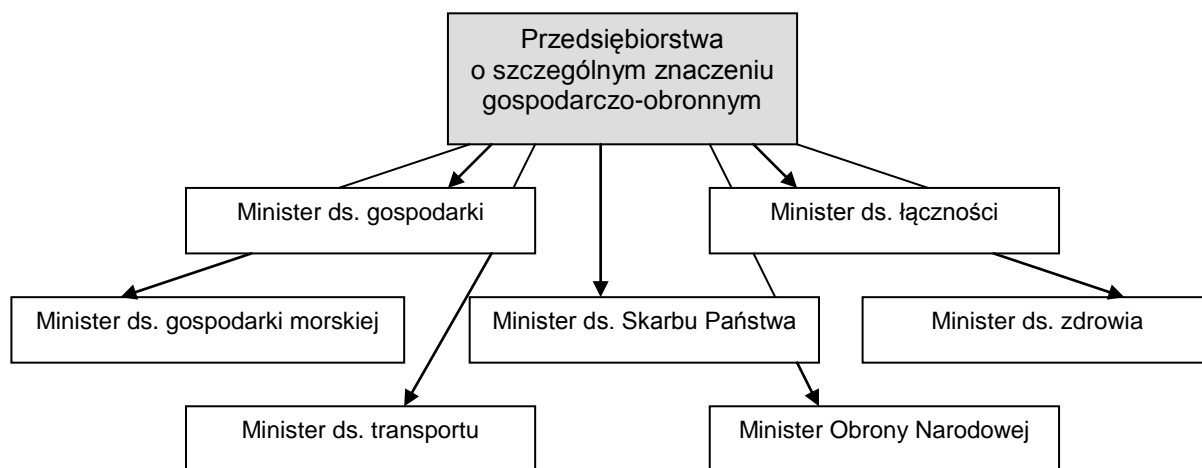 Przedsiębiorstwa
o szczególnym znaczeniu
gospodarczo-obronnym
Minister ds. gospodarki
Minister ds. łączności
Minister ds. gospodarki morskiej
Minister ds. Skarbu Państwa
Minister ds. zdrowia
Minister ds. transportu
Minister Obrony Narodowej